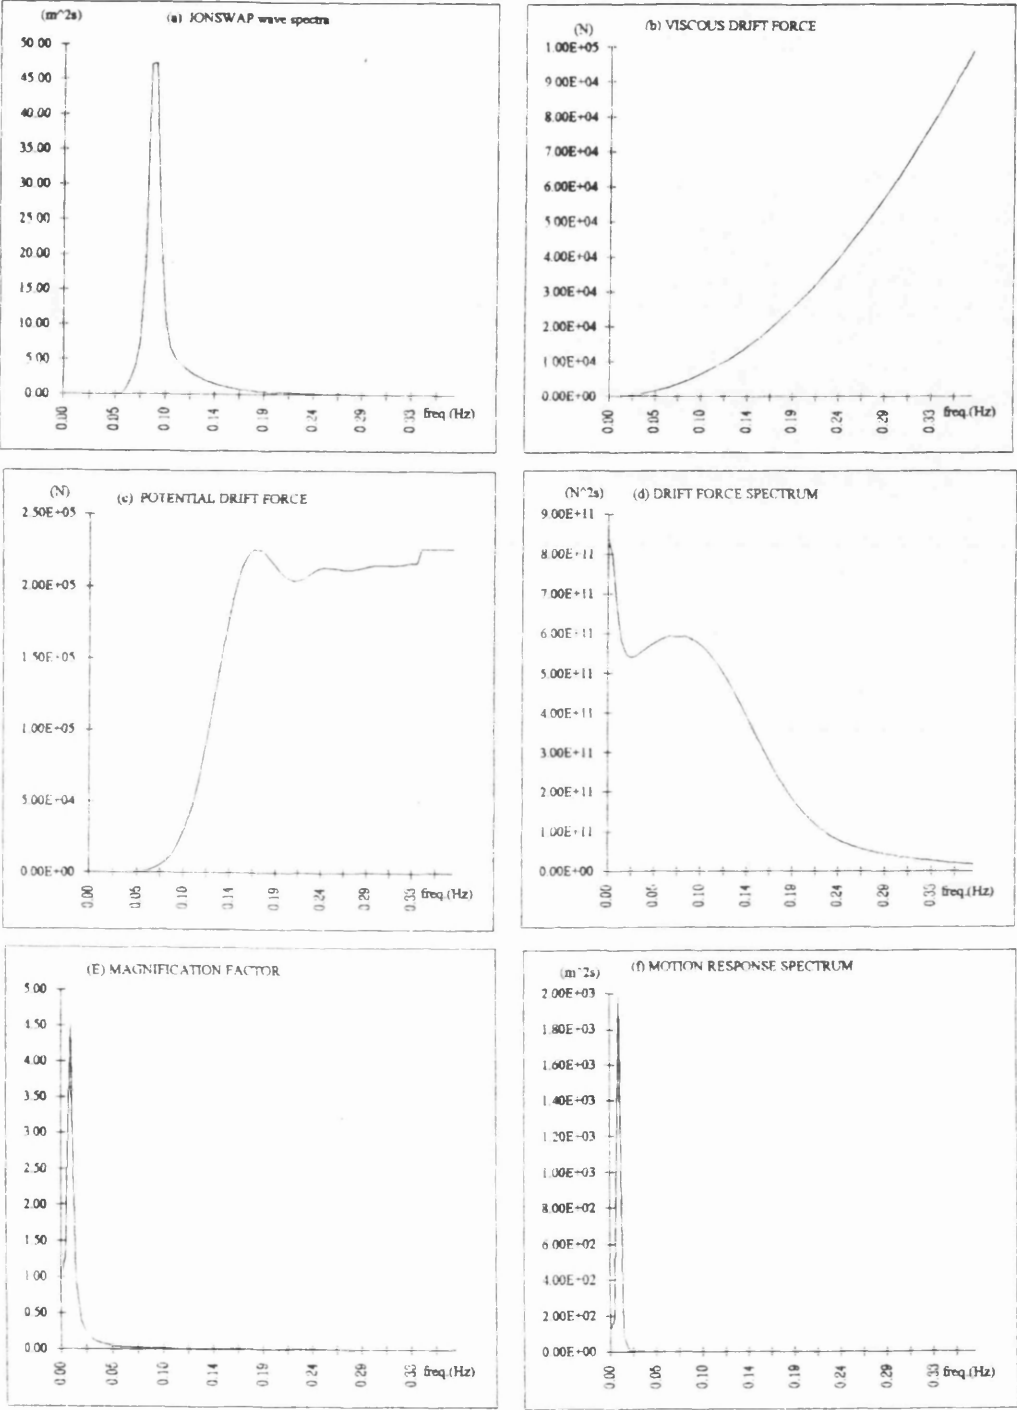 (m^2s)
(a) JONSWAP wave spectra
50.00
45.00
40.00
35.00
30.00
25.00
20.00
15.00
10.00
5.00
0.00
0.00 0.05 0.10 0.14 0.19 0.24 0.29 0.33 freq.(Hz)
(N)
(b) VISCOUS DRIFT FORCE
1.00E+05
9.00E+04
8.00E+04
7.00E+04
6.00E+04
5.00E+04
4.00E+04
3.00E+04
2.00E+04
1.00E+04
0.00E+00
0.00 0.05 0.10 0.14 0.19 0.24 0.29 0.33 freq.(Hz)
(N)
(c) POTENTIAL DRIFT FORCE
2.50E+05
2.00E+05
1.50E+05
1.00E+05
5.00E+04
0.00E+00
0.00 0.05 0.10 0.14 0.19 0.24 0.29 0.33 freq.(Hz)
(N^2s)
(d) DRIFT FORCE SPECTRUM
9.00E+11
8.00E+11
7.00E+11
6.00E+11
5.00E+11
4.00E+11
3.00E+11
2.00E+11
1.00E+11
0.00E+00
0.00 0.05 0.10 0.14 0.19 0.24 0.29 0.33 freq.(Hz)
(E) MAGNIFICATION FACTOR
5.00
4.50
4.00
3.50
3.00
2.50
2.00
1.50
1.00
0.50
0.00
0.00 0.05 0.10 0.14 0.19 0.24 0.29 0.33 freq.(Hz)
(m^2s)
(f) MOTION RESPONSE SPECTRUM
2.00E+03
1.80E+03
1.60E+03
1.40E+03
1.20E+03
1.00E+03
8.00E+02
6.00E+02
4.00E+02
2.00E+02
0.00E+00
0.00 0.05 0.10 0.14 0.19 0.24 0.29 0.33 freq.(Hz)